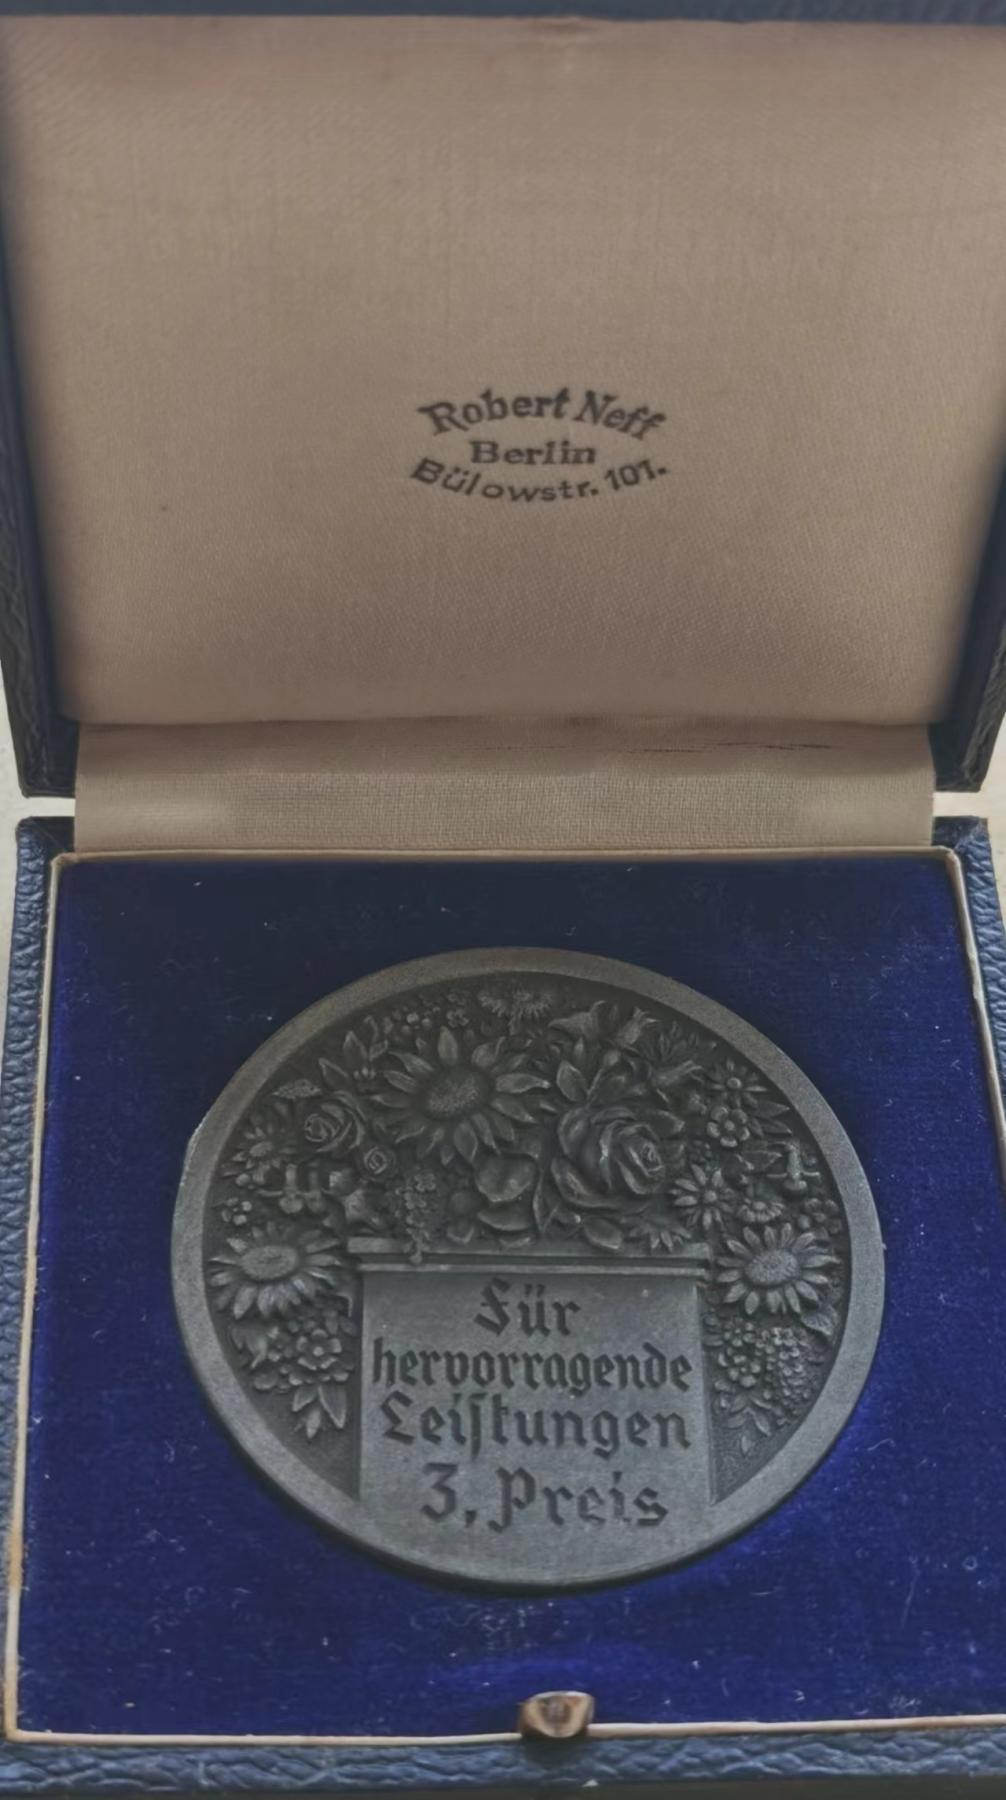 Robert Neff
Berlin
Bülowstr. 101.
Für
hervorragende
Leiſtungen
3. Preis